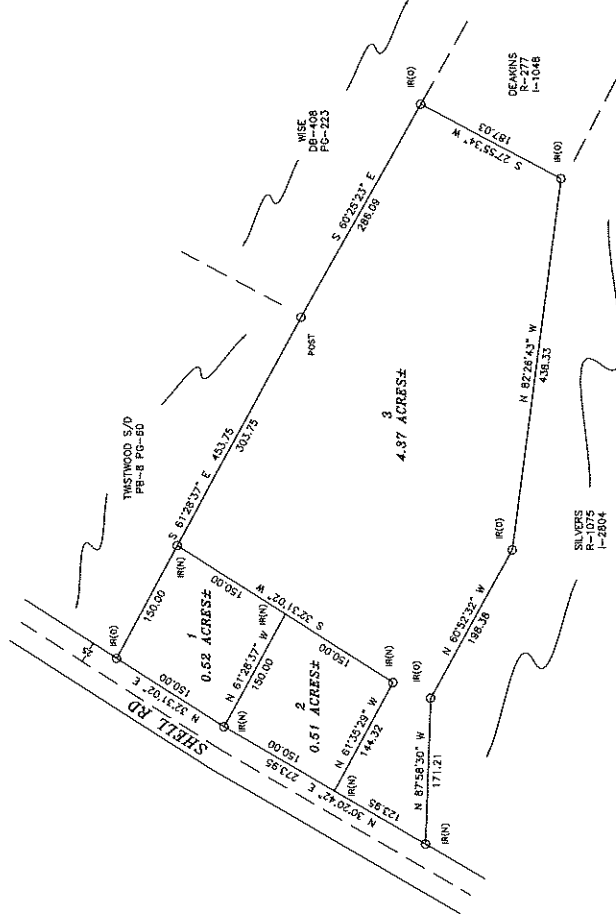 WISE
DB-408
PG-223
DEAKINS
R-277
I-1048
IR(O)
S 27°55'34" W
187.03
IR(O)
S 60°25'23" E
286.09
POST
TWISTWOOD S/D
PB-8 PG-60
S 61°28'37" E 453.75
303.75
IR(N)
150.00
IR(O)
25'
N 32°31'02" E
150.00
1
0.52 ACRES±
150.00
IR(N)
S 32°31'02" W
N 61°28'37" W
150.00
IR(N)
2
0.51 ACRES±
150.00
IR(N)
N 61°35'29" W
144.32
150.00
IR(N)
N 30°20'42" E 273.95
123.95
IR(N)
SHELL RD
3
4.37 ACRES±
N 82°26'43" W
438.33
IR(O)
N 60°52'32" W
198.38
IR(O)
N 87°58'30" W
171.21
SILVERS
R-1075
I-2804